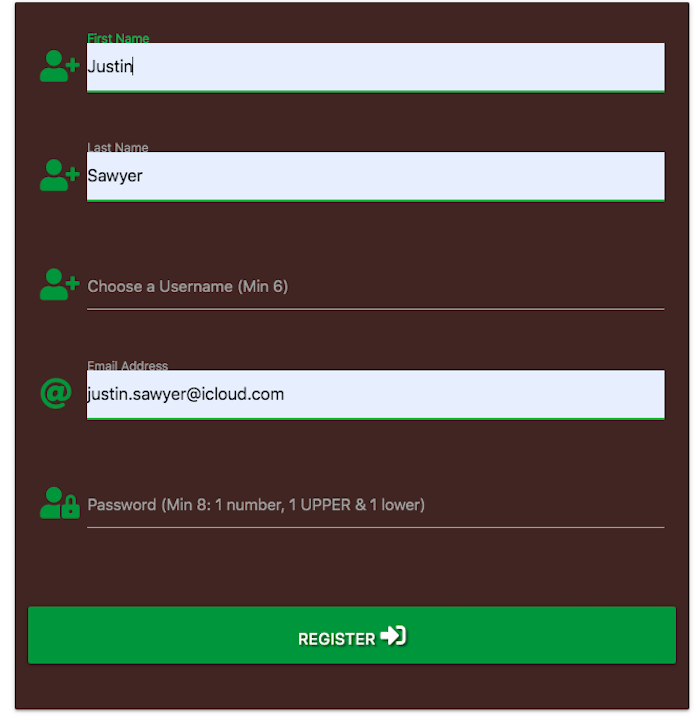 First Name
Justin
Last Name
Sawyer
Choose a Username (Min 6)
Email Address
justin.sawyer@icloud.com
Password (Min 8: 1 number, 1 UPPER & 1 lower)
REGISTER